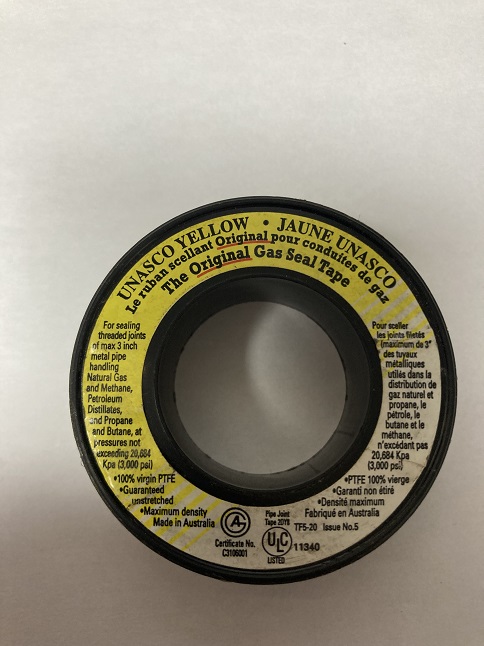 UNASCO YELLOW • JAUNE UNASCO
Le ruban scellant Original pour conduites de gaz
The Original Gas Seal Tape
For sealing
threaded joints
of max 3 inch
metal pipe
handling
Natural Gas
and Methane,
Petroleum
Distillates,
and Propane
and Butane, at
pressures not
exceeding 20,684
Kpa (3,000 psi)
•100% virgin PTFE
•Guaranteed
unstretched
•Maximum density
Made in Australia
Pour sceller
les joints filetés
(maximum de 3"
des tuyaux
métalliques
utilés dans la
distribution de
gaz naturel et
propane, le
pétrole, le
butane et le
méthane,
n'excédant pas
20,684 Kpa
(3,000 psi)
•PTFE 100% vierge
•Garanti non étiré
•Densité maximum
Fabriqué en Australia
TF5-20 Issue No.5
Certificate No.
C3106001
Pipe Joint
Tape 20Y8
UL C
LISTED
11340